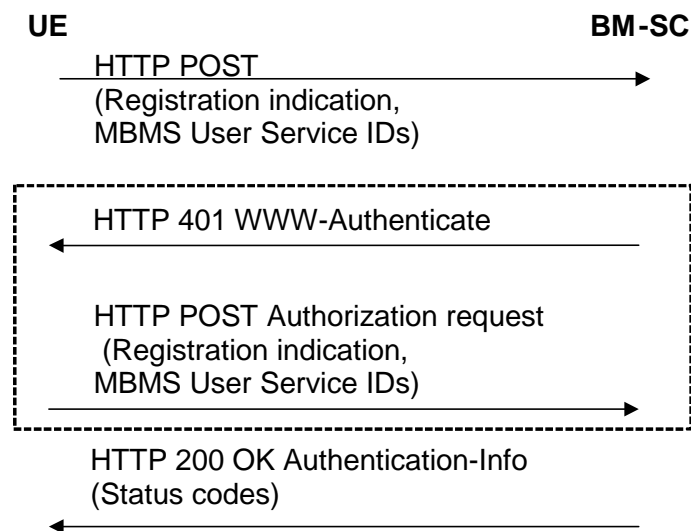 UE BM-SC
HTTP POST
(Registration indication,
MBMS User Service IDs)
HTTP 401 WWW-Authenticate
HTTP POST Authorization request
(Registration indication,
MBMS User Service IDs)
HTTP 200 OK Authentication-Info
(Status codes)